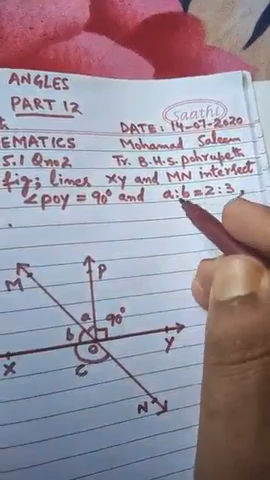 ANGLES
PART 12
Saathi
DATE: 14-07-2020
EMATICS Mohamad Saleem
5.1 Qno2 Tr. B.H.S. Pohrupeth
fig; lines XY and MN intersect
∠POY = 90° and a:b = 2:3,
P
M
a 90°
b
O Y
X c
N